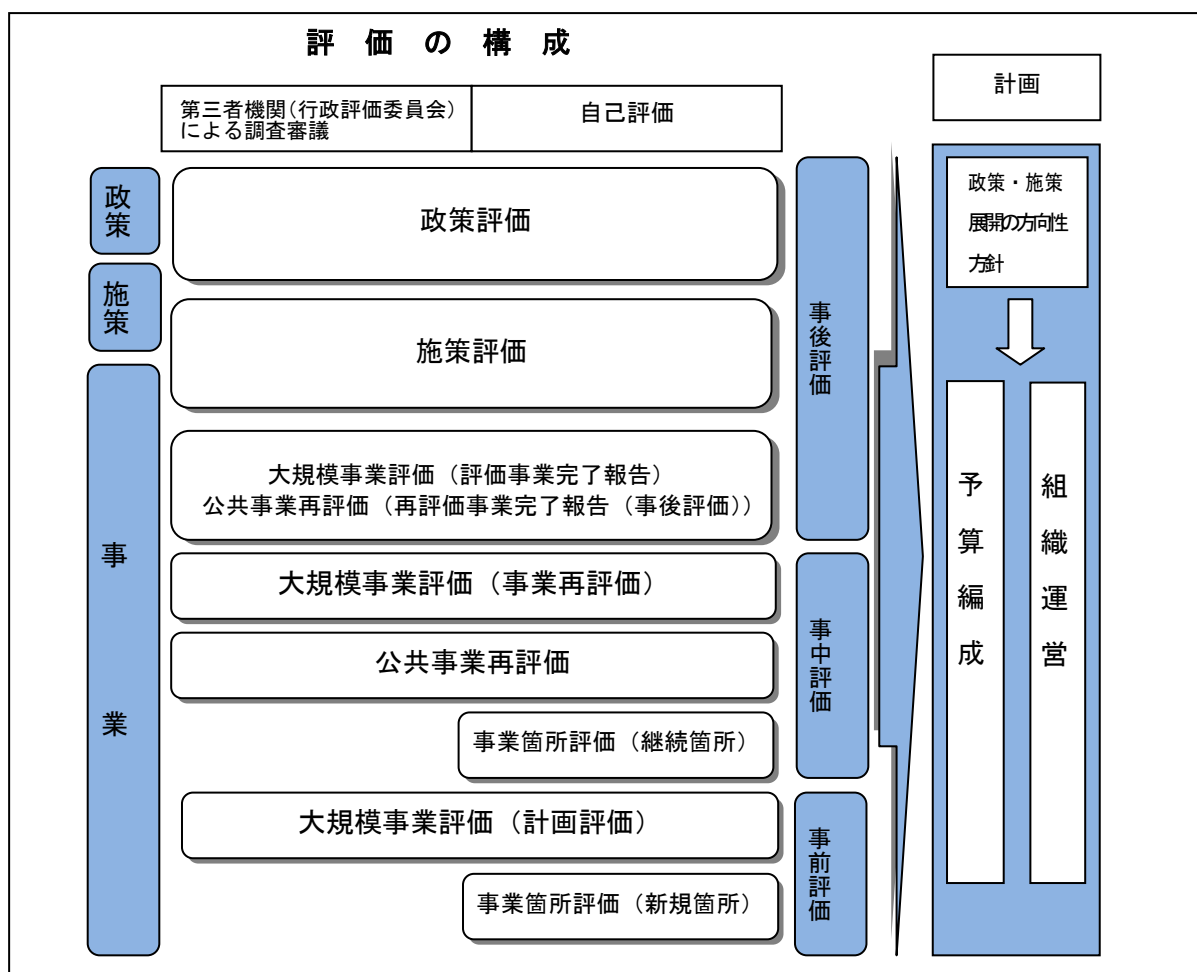 評価の構成
第三者機関（行政評価委員会）
による調査審議
自己評価
計画
政策
施策
事業
政策評価
施策評価
大規模事業評価（評価事業完了報告）
公共事業再評価（再評価事業完了報告（事後評価））
大規模事業評価（事業再評価）
公共事業再評価
事業箇所評価（継続箇所）
大規模事業評価（計画評価）
事業箇所評価（新規箇所）
事後評価
事中評価
事前評価
政策・施策
展開の方向性
方針
予算編成
組織運営